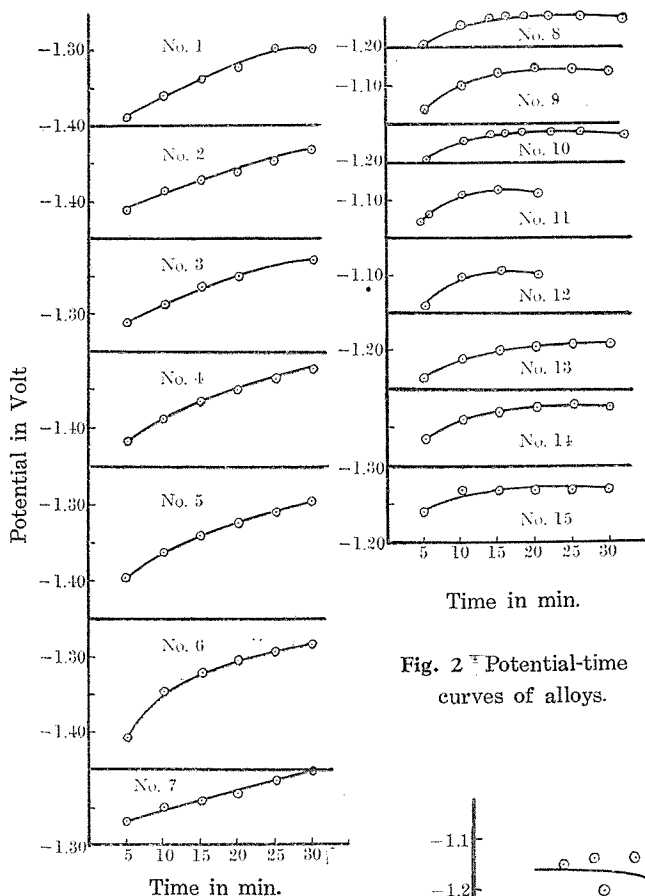 Potential in Volt
−1.30
No. 1
−1.40
No. 2
−1.40
No. 3
−1.30
No. 4
−1.40
No. 5
−1.30
−1.40
No. 6
−1.30
−1.40
No. 7
−1.30
5 10 15 20 25 30
Time in min.
No. 8
−1.20
−1.10
No. 9
No. 10
−1.20
−1.10
No. 11
−1.10
No. 12
−1.20
No. 13
No. 14
−1.30
No. 15
−1.20
5 10 15 20 25 30
Time in min.
Fig. 2 Potential-time
curves of alloys.
−1.1
−1.2